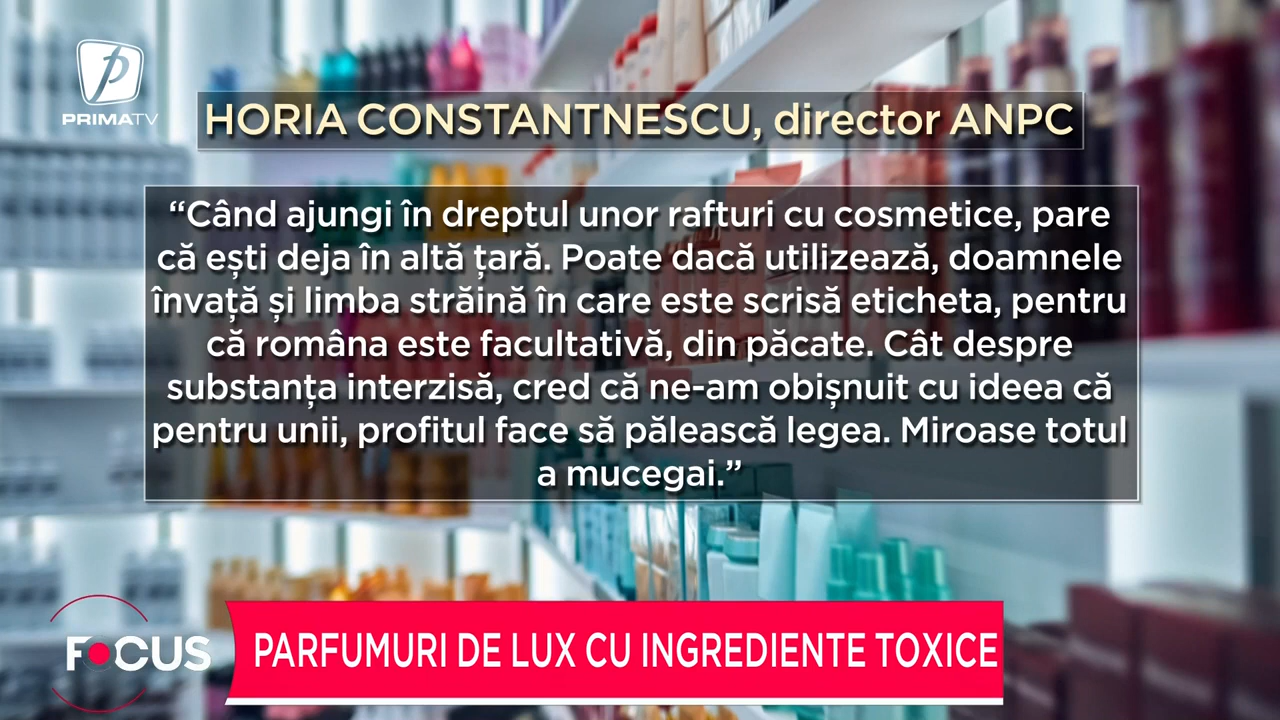 PRIMATV
HORIA CONSTANTNESCU, director ANPC
“Când ajungi în dreptul unor rafturi cu cosmetice, pare
că ești deja în altă țară. Poate dacă utilizează, doamnele
învață și limba străină în care este scrisă eticheta, pentru
că româna este facultativă, din păcate. Cât despre
substanța interzisă, cred că ne-am obișnuit cu ideea că
pentru unii, profitul face să pălească legea. Miroase totul
a mucegai.”
FOCUS
PARFUMURI DE LUX CU INGREDIENTE TOXICE